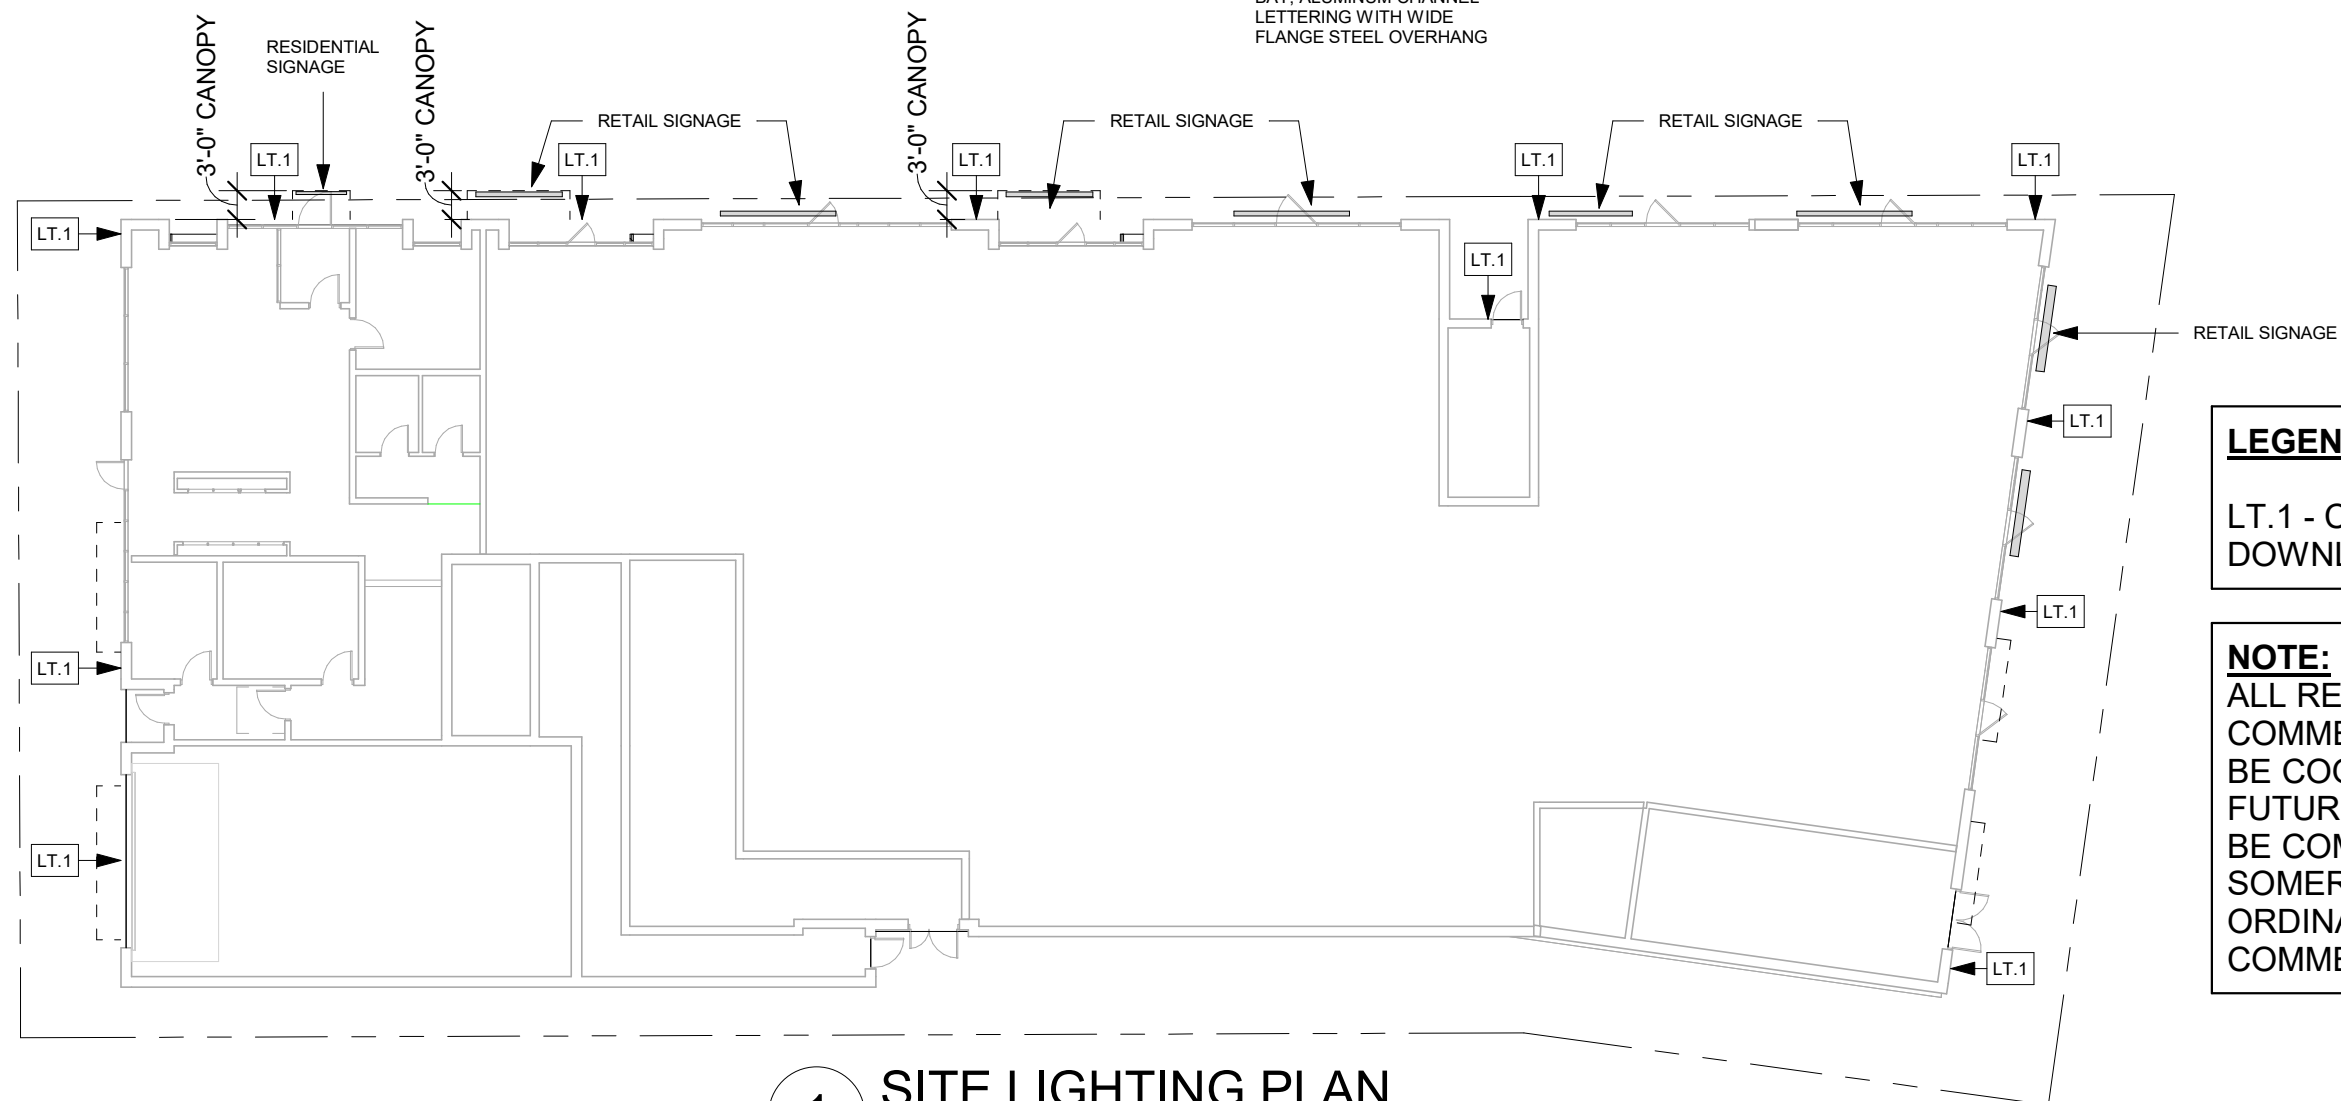 LETTERING WITH WIDE
FLANGE STEEL OVERHANG
3'-0" CANOPY
RESIDENTIAL
SIGNAGE
3'-0" CANOPY
3'-0" CANOPY
RETAIL SIGNAGE
RETAIL SIGNAGE
RETAIL SIGNAGE
LT.1
LT.1
LT.1
LT.1
LT.1
LT.1
LT.1
RETAIL SIGNAGE
LT.1
LT.1
LT.1
LT.1
LT.1
LEGEN
LT.1 - C
DOWNL
NOTE:
ALL RE
COMME
BE COO
FUTUR
BE COM
SOMER
ORDINA
COMME
1 SITE LIGHTING PLAN